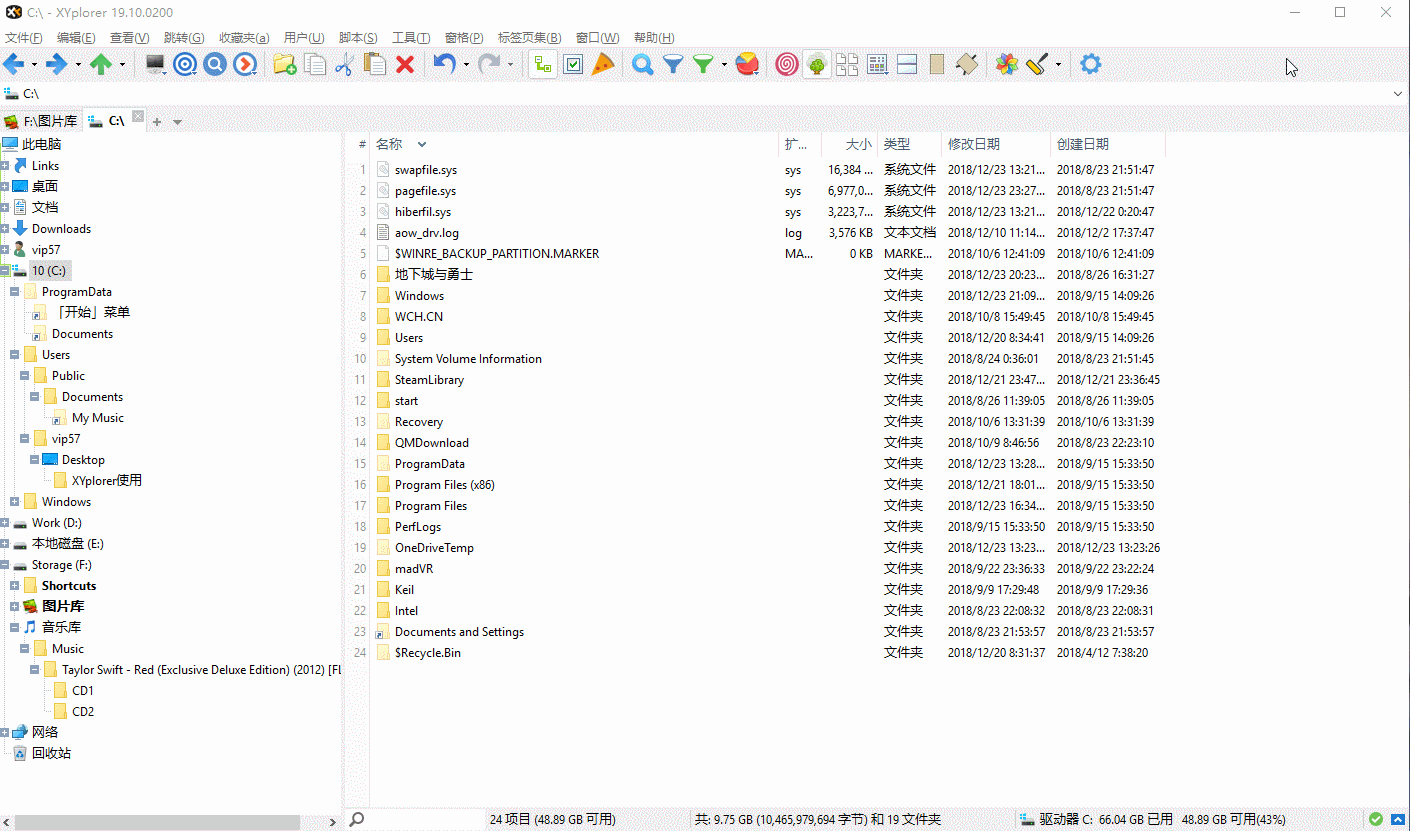 C:\ - XYplorer 19.10.0200
文件(F) 编辑(E) 查看(V) 跳转(G) 收藏夹(a) 用户(U) 脚本(S) 工具(T) 窗格(P) 标签页集(B) 窗口(W) 帮助(H)
C:\
F:\图片库 C:\
此电脑
Links
桌面
文档
Downloads
vip57
10 (C:)
ProgramData
「开始」菜单
Documents
Users
Public
Documents
My Music
vip57
Desktop
XYplorer使用
Windows
Work (D:)
本地磁盘 (E:)
Storage (F:)
Shortcuts
图片库
音乐库
Music
Taylor Swift - Red (Exclusive Deluxe Edition) (2012) [FL
CD1
CD2
网络
回收站
# 名称 扩... 大小 类型 修改日期 创建日期
1 swapfile.sys sys 16,384 ... 系统文件 2018/12/23 13:21... 2018/8/23 21:51:47
2 pagefile.sys sys 6,977,0... 系统文件 2018/12/23 23:27... 2018/8/23 21:51:47
3 hiberfil.sys sys 3,223,7... 系统文件 2018/12/23 13:21... 2018/12/22 0:20:47
4 aow_drv.log log 3,576 KB 文本文档 2018/12/10 11:14... 2018/12/2 17:37:47
5 $WINRE_BACKUP_PARTITION.MARKER MA... 0 KB MARKE... 2018/10/6 12:41:09 2018/10/6 12:41:09
6 地下城与勇士 文件夹 2018/12/23 20:23... 2018/8/26 16:31:27
7 Windows 文件夹 2018/12/23 21:09... 2018/9/15 14:09:26
8 WCH.CN 文件夹 2018/10/8 15:49:45 2018/10/8 15:49:45
9 Users 文件夹 2018/12/20 8:34:41 2018/9/15 14:09:26
10 System Volume Information 文件夹 2018/8/24 0:36:01 2018/8/23 21:51:45
11 SteamLibrary 文件夹 2018/12/21 23:47... 2018/12/21 23:36:45
12 start 文件夹 2018/8/26 11:39:05 2018/8/26 11:39:05
13 Recovery 文件夹 2018/10/6 13:31:39 2018/10/6 13:31:39
14 QMDownload 文件夹 2018/10/9 8:46:56 2018/8/23 22:23:10
15 ProgramData 文件夹 2018/12/23 13:28... 2018/9/15 15:33:50
16 Program Files (x86) 文件夹 2018/12/21 18:01... 2018/9/15 15:33:50
17 Program Files 文件夹 2018/12/23 16:34... 2018/9/15 15:33:50
18 PerfLogs 文件夹 2018/9/15 15:33:50 2018/9/15 15:33:50
19 OneDriveTemp 文件夹 2018/12/23 13:23... 2018/12/23 13:23:26
20 madVR 文件夹 2018/9/22 23:36:33 2018/9/22 23:22:24
21 Keil 文件夹 2018/9/9 17:29:48 2018/9/9 17:29:36
22 Intel 文件夹 2018/8/23 22:08:32 2018/8/23 22:08:31
23 Documents and Settings 文件夹 2018/8/23 21:53:57 2018/8/23 21:53:57
24 $Recycle.Bin 文件夹 2018/12/20 8:31:37 2018/4/12 7:38:20
24 项目 (48.89 GB 可用) 共: 9.75 GB (10,465,979,694 字节) 和 19 文件夹 驱动器 C: 66.04 GB 已用 48.89 GB 可用(43%)